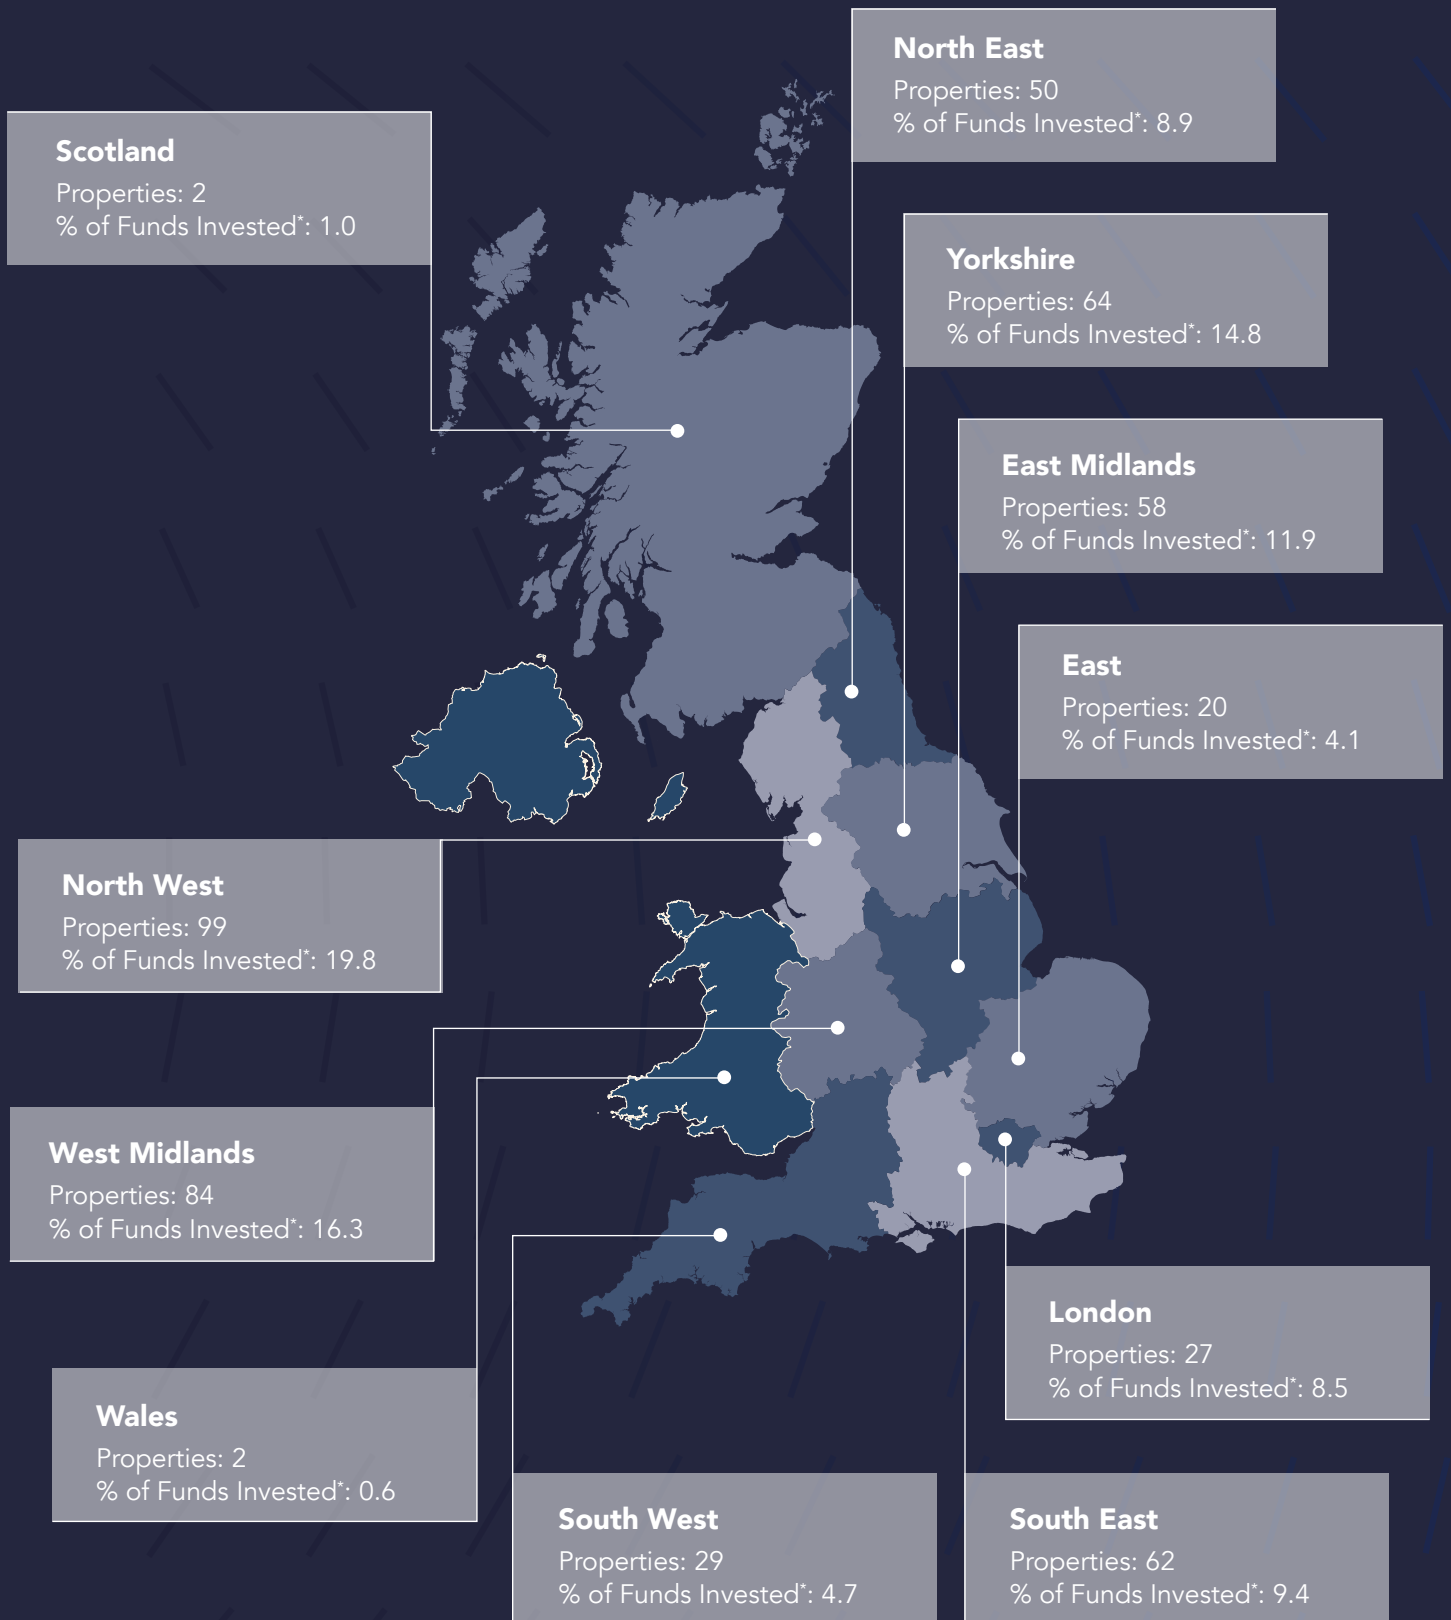 North East
Properties: 50
% of Funds Invested*: 8.9
Scotland
Properties: 2
% of Funds Invested*: 1.0
Yorkshire
Properties: 64
% of Funds Invested*: 14.8
East Midlands
Properties: 58
% of Funds Invested*: 11.9
East
Properties: 20
% of Funds Invested*: 4.1
North West
Properties: 99
% of Funds Invested*: 19.8
West Midlands
Properties: 84
% of Funds Invested*: 16.3
London
Properties: 27
% of Funds Invested*: 8.5
Wales
Properties: 2
% of Funds Invested*: 0.6
South West
Properties: 29
% of Funds Invested*: 4.7
South East
Properties: 62
% of Funds Invested*: 9.4